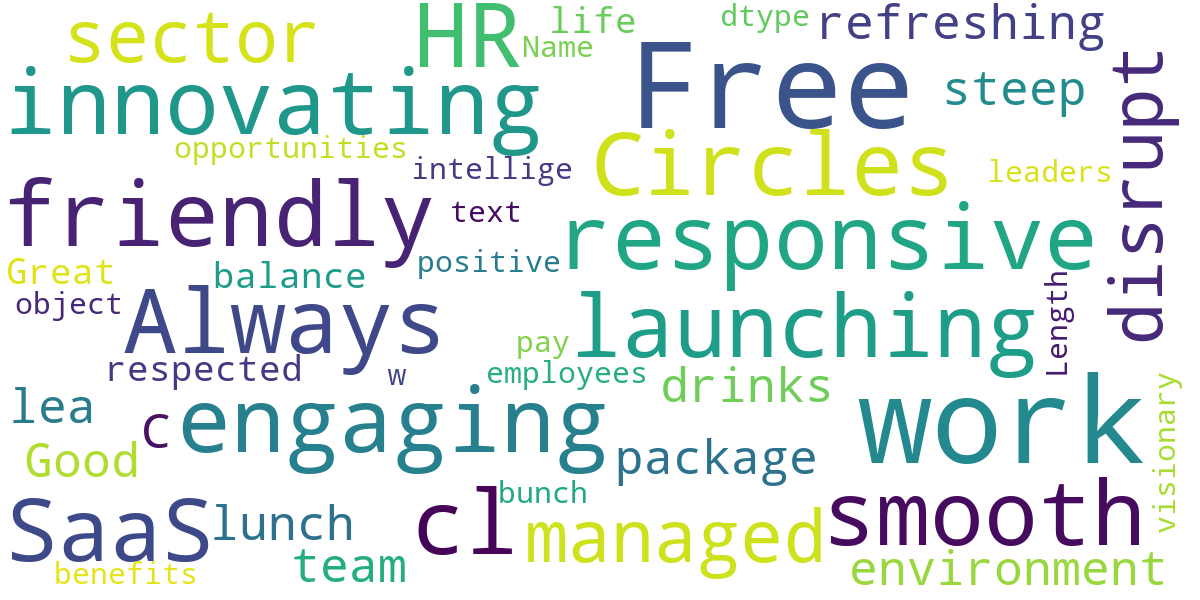 sector
HR
life
Name
dtype
refreshing
innovating
Free
steep
disrupt
opportunities
intellige
Circles
leaders
friendly
text
responsive
Great
balance
positive
object
Always
launching
Length
respected
w
pay
employees
drinks
lea
c
engaging
work
visionary
Good
package
SaaS
lunch
cl
bunch
managed
smooth
benefits
team
environment